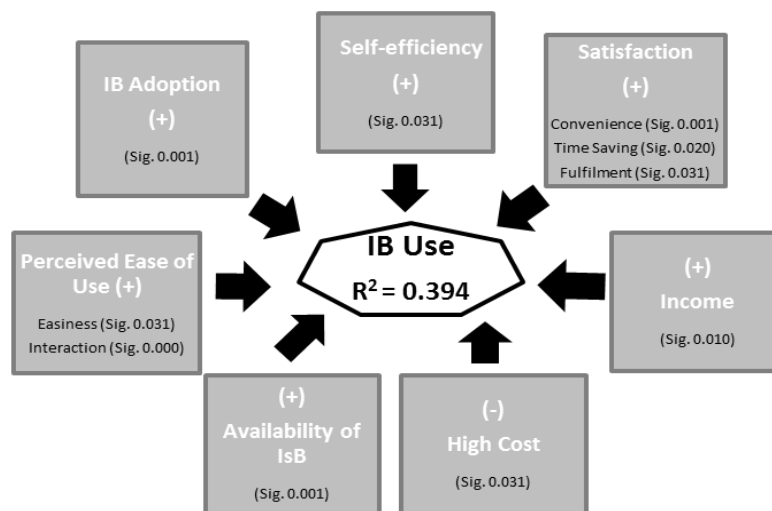 IB Adoption
(+)
(Sig. 0.001)
Self-efficiency
(+)
(Sig. 0.031)
Satisfaction
(+)
Convenience (Sig. 0.001)
Time Saving (Sig. 0.020)
Fulfilment (Sig. 0.031)
Perceived Ease of
Use (+)
Easiness (Sig. 0.031)
Interaction (Sig. 0.000)
IB Use
R² = 0.394
(+)
Income
(Sig. 0.010)
(+)
Availability of
IsB
(Sig. 0.001)
(-)
High Cost
(Sig. 0.031)